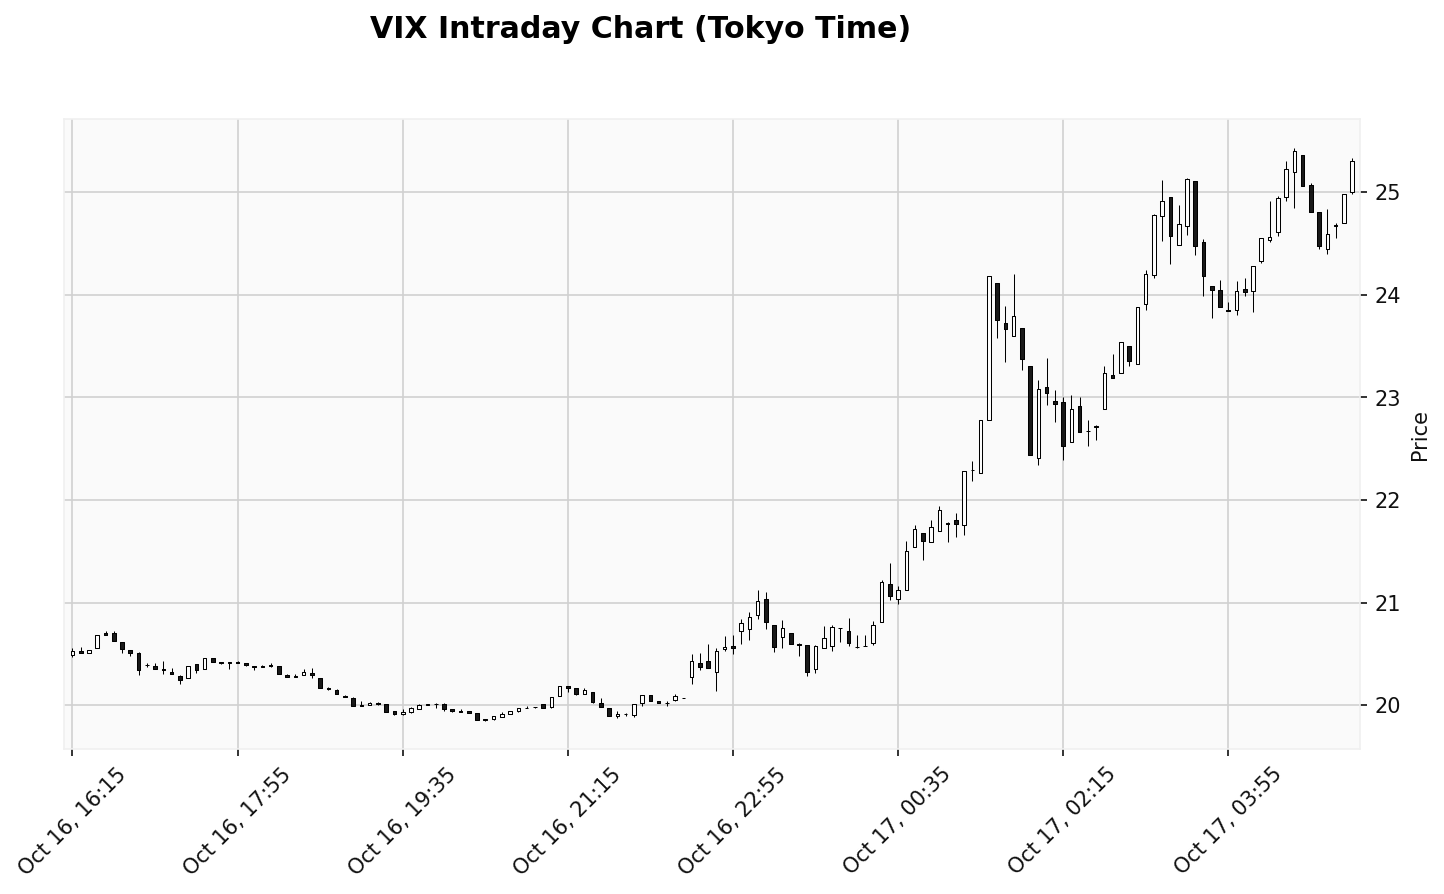 VIX Intraday Chart (Tokyo Time)
25
24
23
22
21
20
Price
Oct 16, 16:15
Oct 16, 17:55
Oct 16, 19:35
Oct 16, 21:15
Oct 16, 22:55
Oct 17, 00:35
Oct 17, 02:15
Oct 17, 03:55